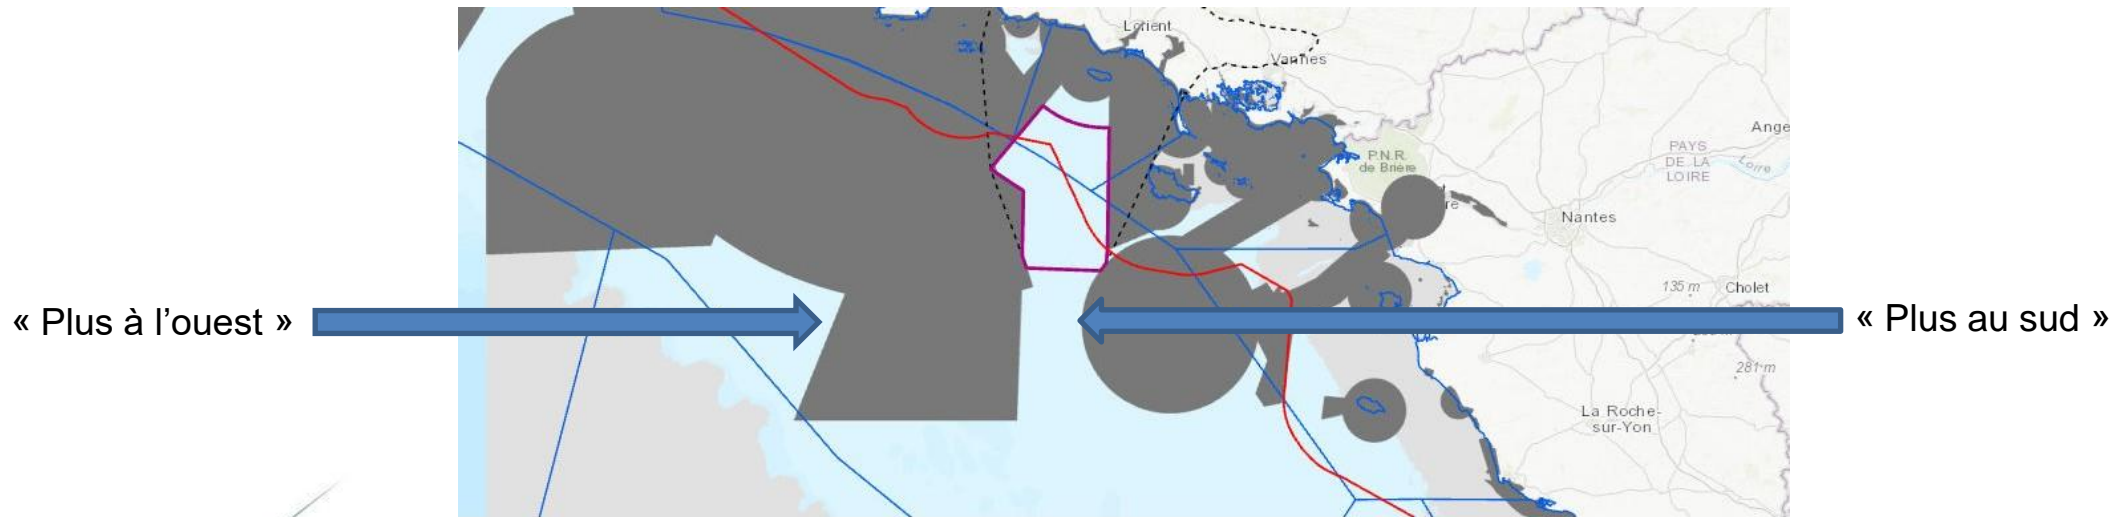 Lorient
Vannes
Ange
PAYS
DE LA
LOIRE
Loire
P.N.R.
de Brière
re
Nantes
135 m
Cholet
« Plus à l’ouest »
« Plus au sud »
281 m
La Roche-
sur-Yon